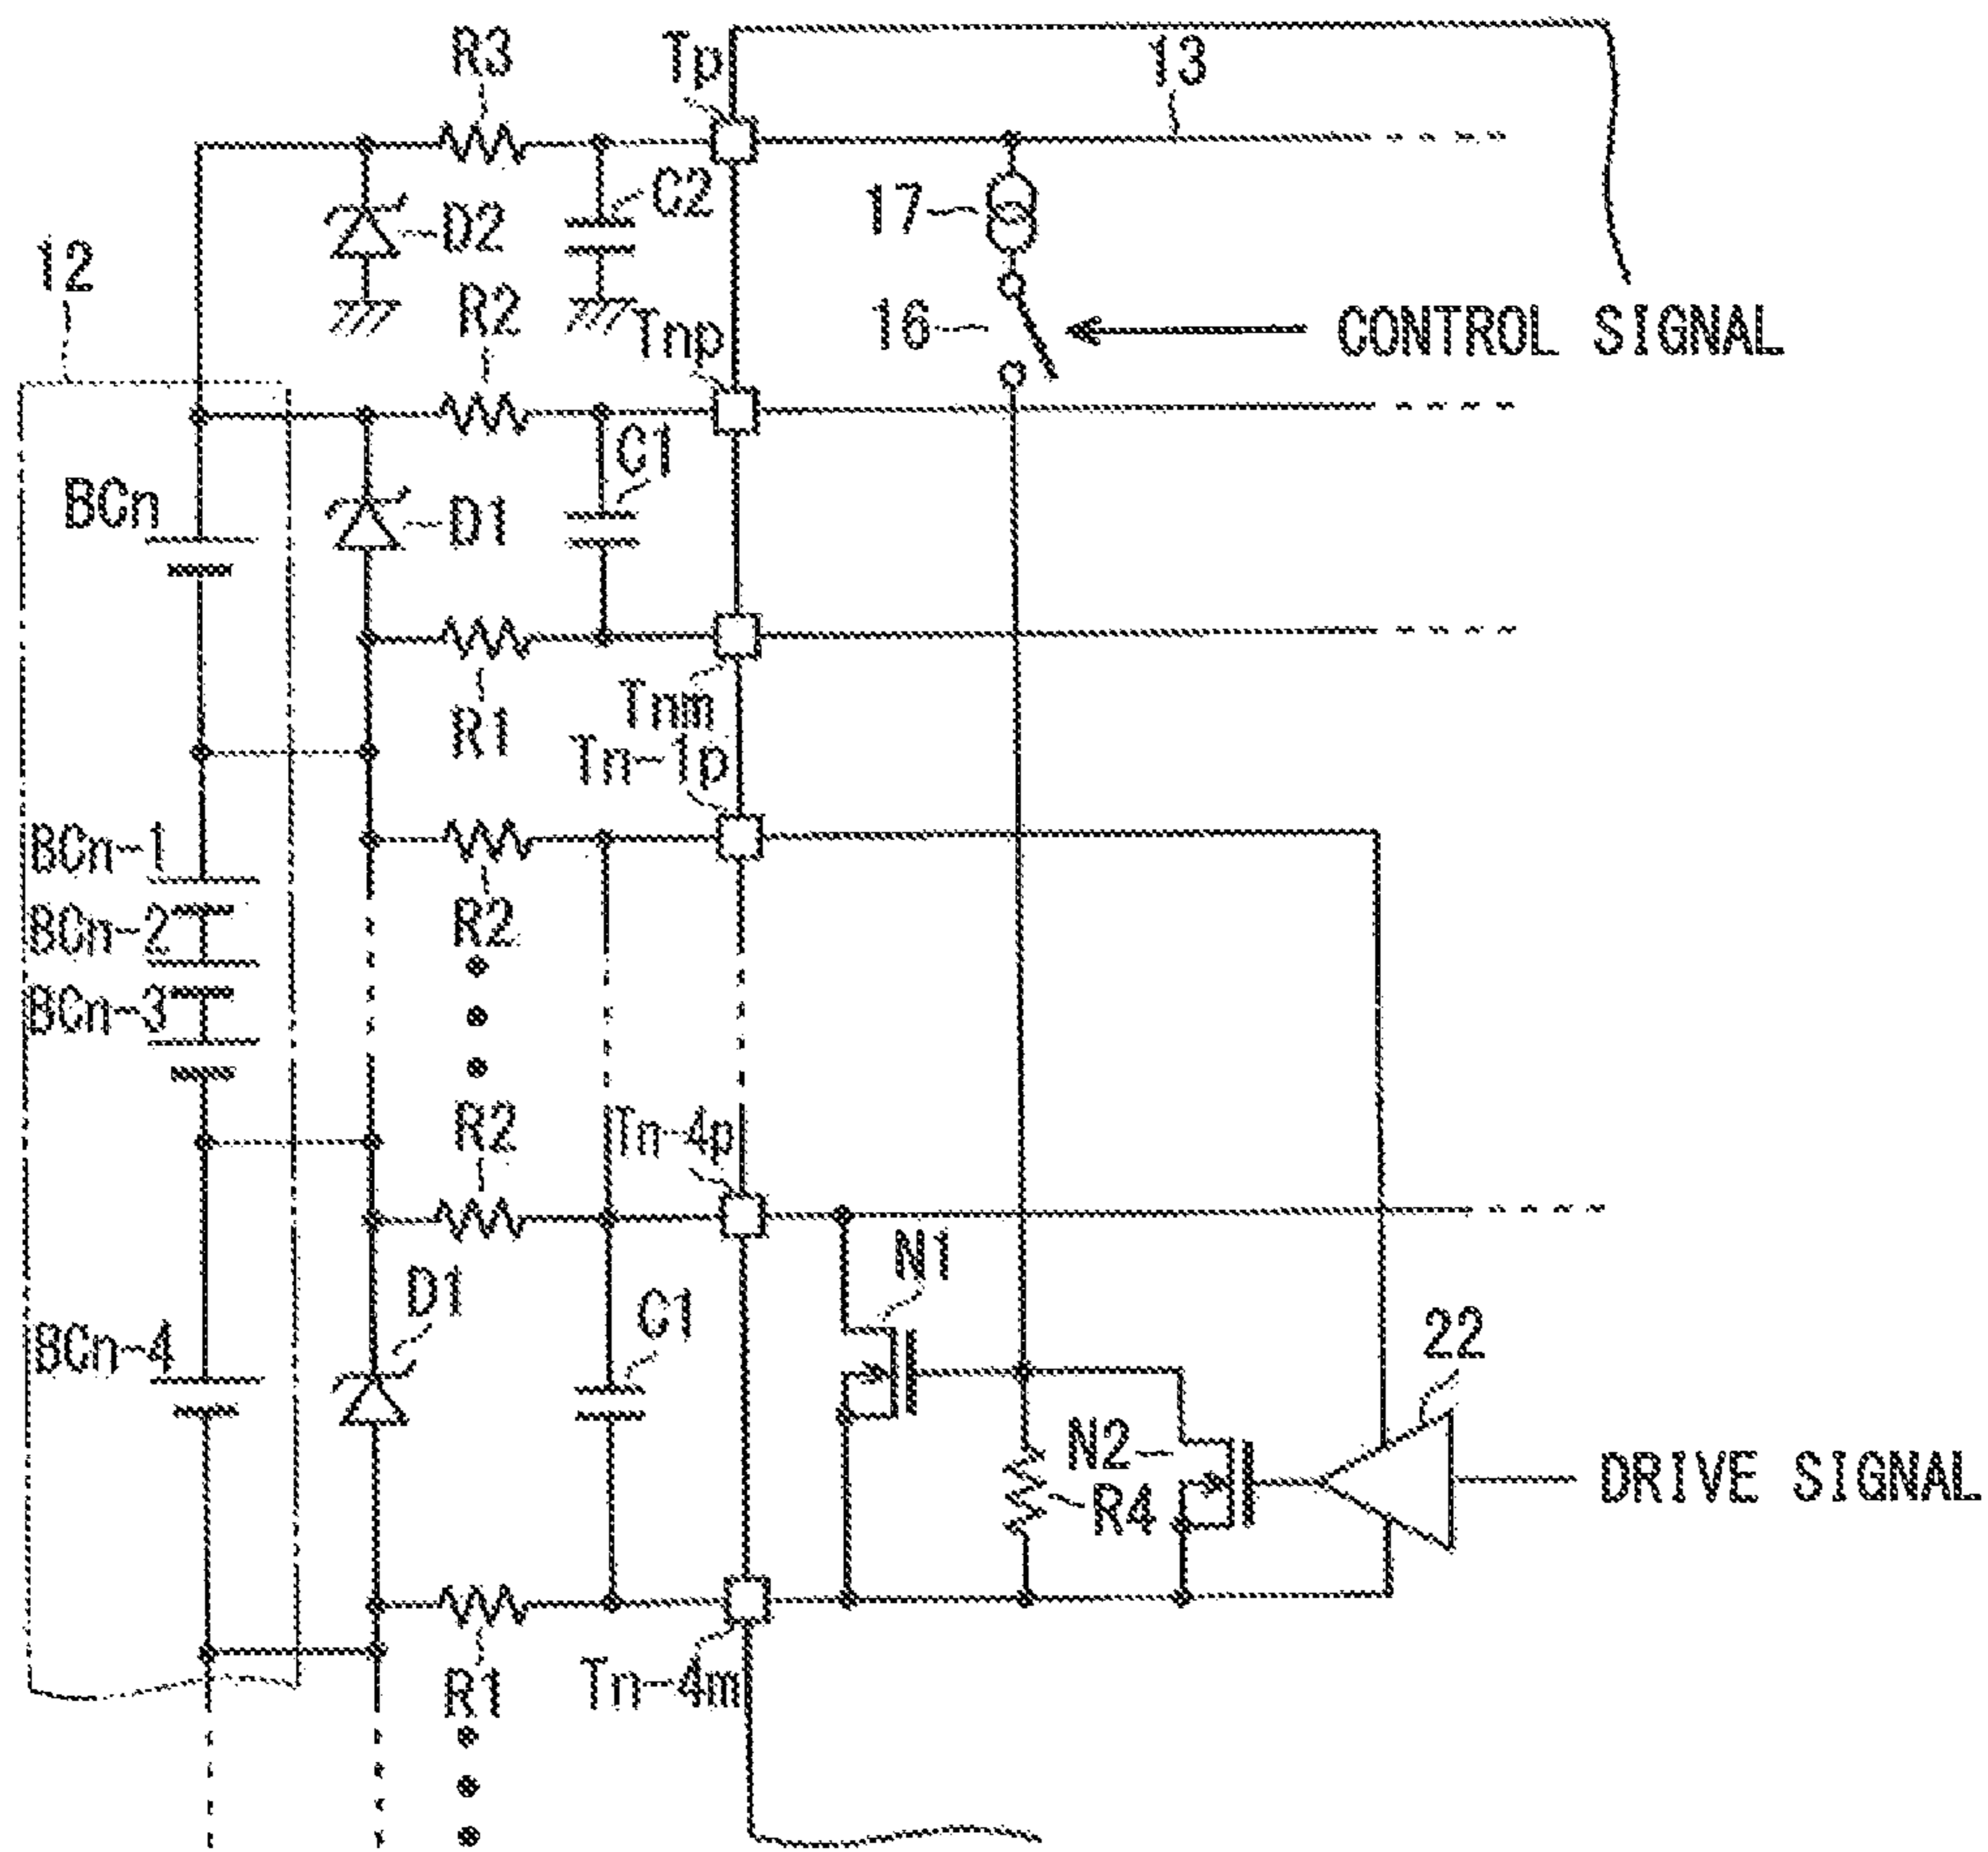 R3
Tp
13
C2
17
D2
12
R2
Tnp
16
CONTROL SIGNAL
C1
BCn
D1
Tnm
R1
Tn-1p
BCn-1
R2
BCn-2
BCn-3
R2
Tn-4p
N1
D1
C1
BCn-4
22
N2
R4
DRIVE SIGNAL
R1
Tn-4m